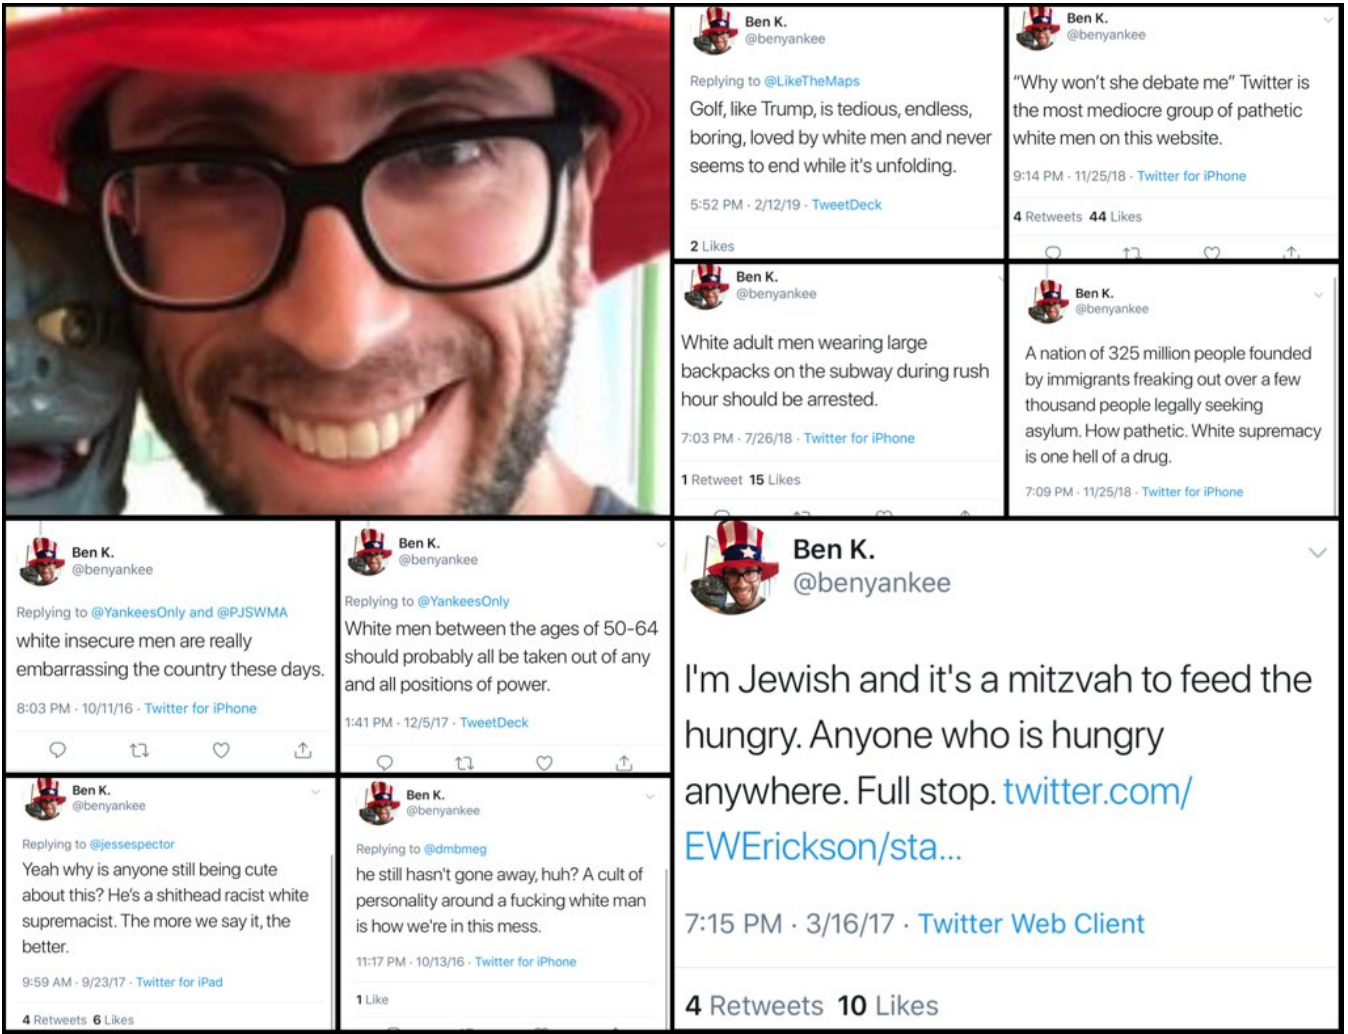 Ben K.
@benyankee
Replying to @LikeTheMaps
Golf, like Trump, is tedious, endless,
boring, loved by white men and never
seems to end while it's unfolding.
5:52 PM · 2/12/19 · TweetDeck
2 Likes
Ben K.
@benyankee
“Why won’t she debate me” Twitter is
the most mediocre group of pathetic
white men on this website.
9:14 PM · 11/25/18 · Twitter for iPhone
4 Retweets 44 Likes
Ben K.
@benyankee
White adult men wearing large
backpacks on the subway during rush
hour should be arrested.
7:03 PM · 7/26/18 · Twitter for iPhone
1 Retweet 15 Likes
Ben K.
@benyankee
A nation of 325 million people founded
by immigrants freaking out over a few
thousand people legally seeking
asylum. How pathetic. White supremacy
is one hell of a drug.
7:09 PM · 11/25/18 · Twitter for iPhone
Ben K.
@benyankee
Replying to @YankeesOnly and @PJSWMA
white insecure men are really
embarrassing the country these days.
8:03 PM · 10/11/16 · Twitter for iPhone
Ben K.
@benyankee
Replying to @YankeesOnly
White men between the ages of 50-64
should probably all be taken out of any
and all positions of power.
1:41 PM · 12/5/17 · TweetDeck
Ben K.
@benyankee
I'm Jewish and it's a mitzvah to feed the
hungry. Anyone who is hungry
anywhere. Full stop. twitter.com/
EWErickson/sta...
7:15 PM · 3/16/17 · Twitter Web Client
4 Retweets 10 Likes
Ben K.
@benyankee
Replying to @jessespector
Yeah why is anyone still being cute
about this? He's a shithead racist white
supremacist. The more we say it, the
better.
9:59 AM · 9/23/17 · Twitter for iPad
4 Retweets 6 Likes
Ben K.
@benyankee
Replying to @dmbmeg
he still hasn't gone away, huh? A cult of
personality around a fucking white man
is how we're in this mess.
11:17 PM · 10/13/16 · Twitter for iPhone
1 Like